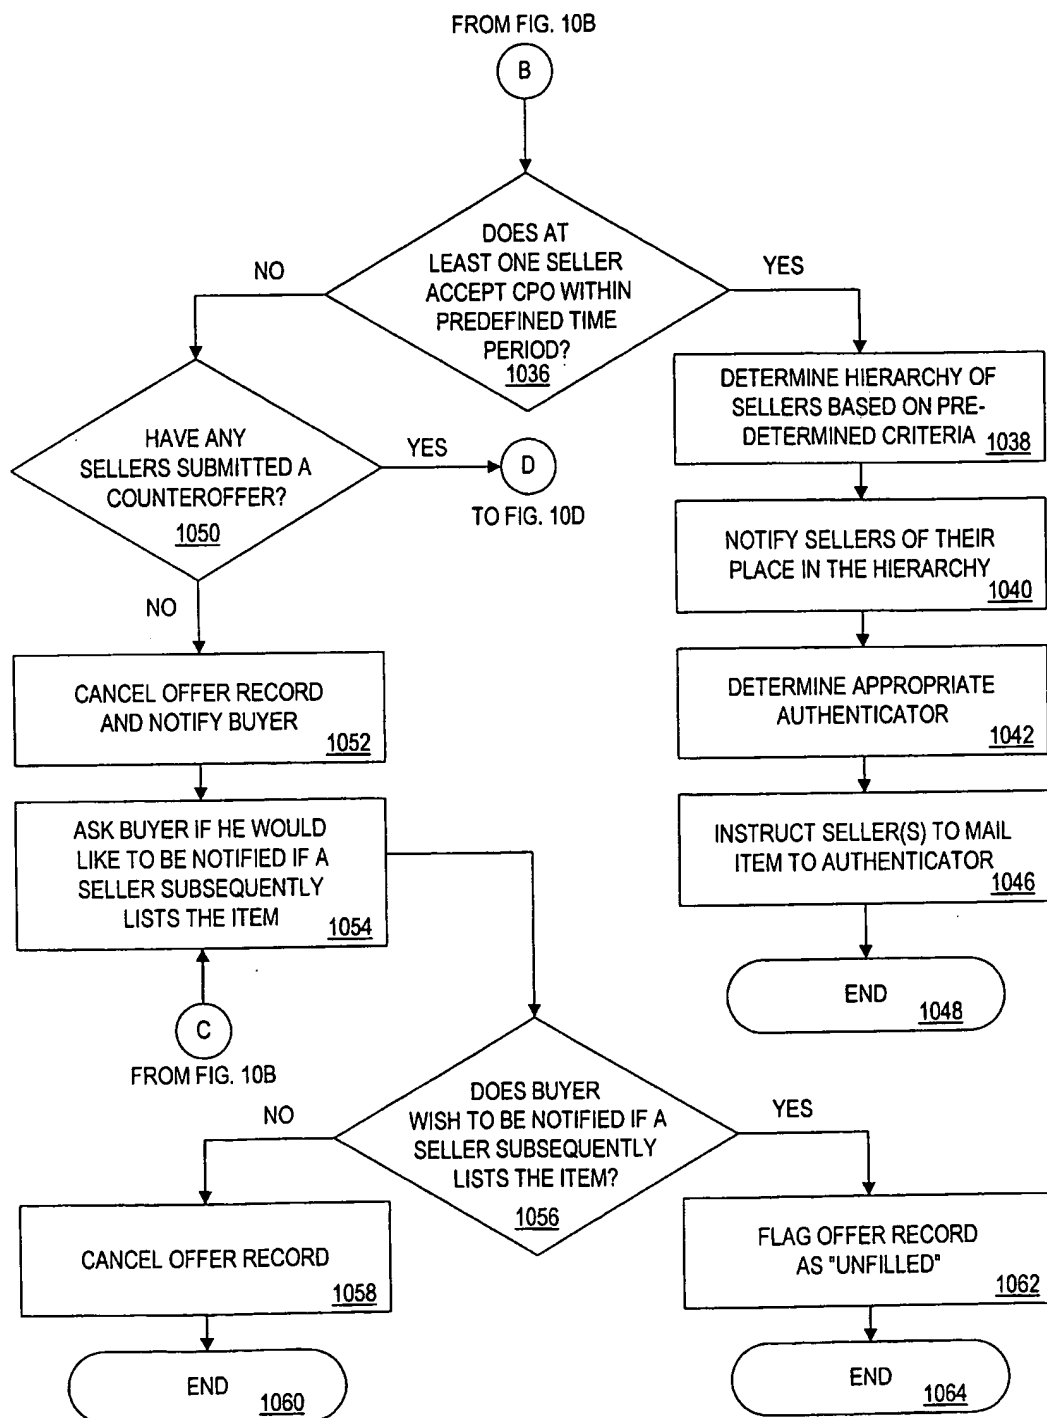 FROM FIG. 10B
B
DOES AT
LEAST ONE SELLER
ACCEPT CPO WITHIN
PREDEFINED TIME
PERIOD?
1036
NO
YES
DETERMINE HIERARCHY OF
SELLERS BASED ON PRE-
DETERMINED CRITERIA
1038
HAVE ANY
SELLERS SUBMITTED A
COUNTEROFFER?
1050
YES
D
TO FIG. 10D
NOTIFY SELLERS OF THEIR
PLACE IN THE HIERARCHY
1040
NO
CANCEL OFFER RECORD
AND NOTIFY BUYER
1052
DETERMINE APPROPRIATE
AUTHENTICATOR
1042
ASK BUYER IF HE WOULD
LIKE TO BE NOTIFIED IF A
SELLER SUBSEQUENTLY
LISTS THE ITEM
1054
INSTRUCT SELLER(S) TO MAIL
ITEM TO AUTHENTICATOR
1046
END
1048
C
FROM FIG. 10B
DOES BUYER
WISH TO BE NOTIFIED IF A
SELLER SUBSEQUENTLY
LISTS THE ITEM?
1056
NO
YES
CANCEL OFFER RECORD
1058
FLAG OFFER RECORD
AS "UNFILLED"
1062
END
1060
END
1064